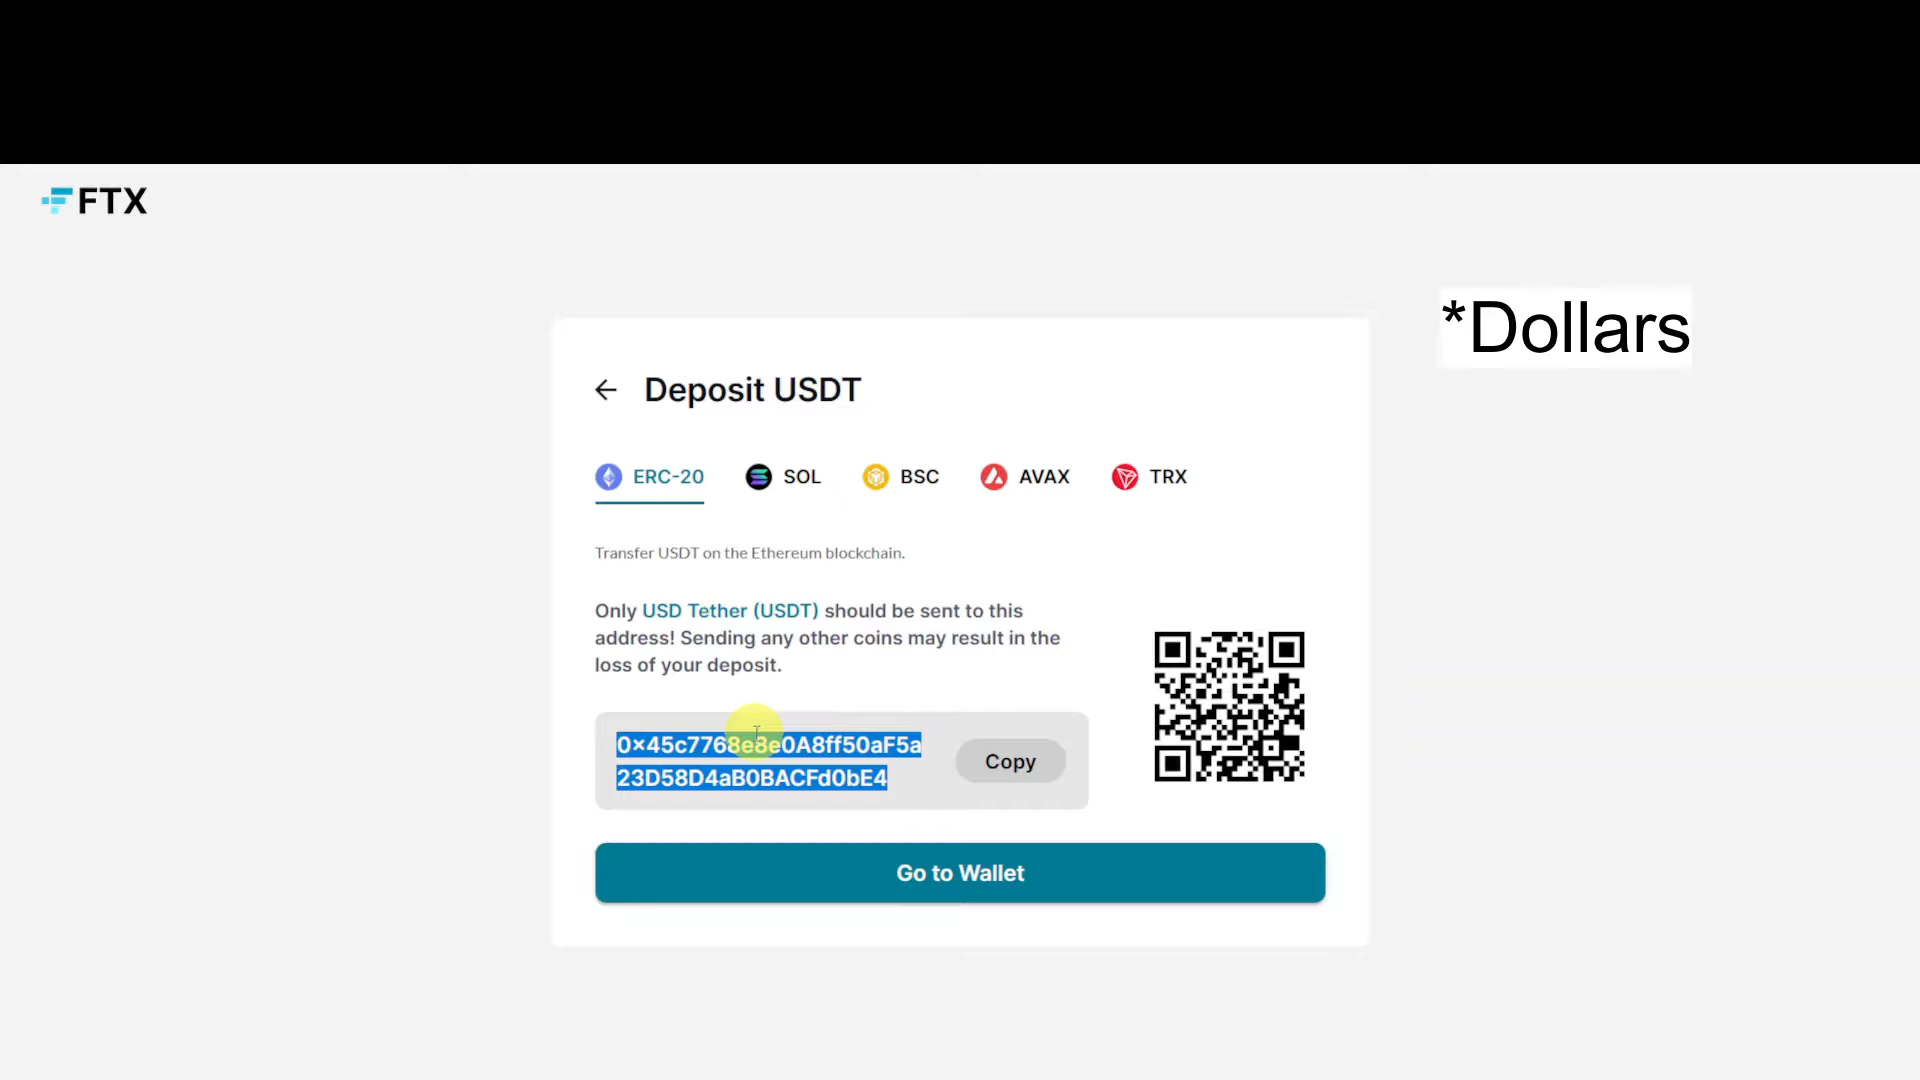 FTX
*Dollars
Deposit USDT
ERC-20 SOL BSC AVAX TRX
Transfer USDT on the Ethereum blockchain.
Only USD Tether (USDT) should be sent to this
address! Sending any other coins may result in the
loss of your deposit.
0x45c7768e8e0A8ff50aF5a
23D58D4aB0BACFd0bE4
Copy
Go to Wallet